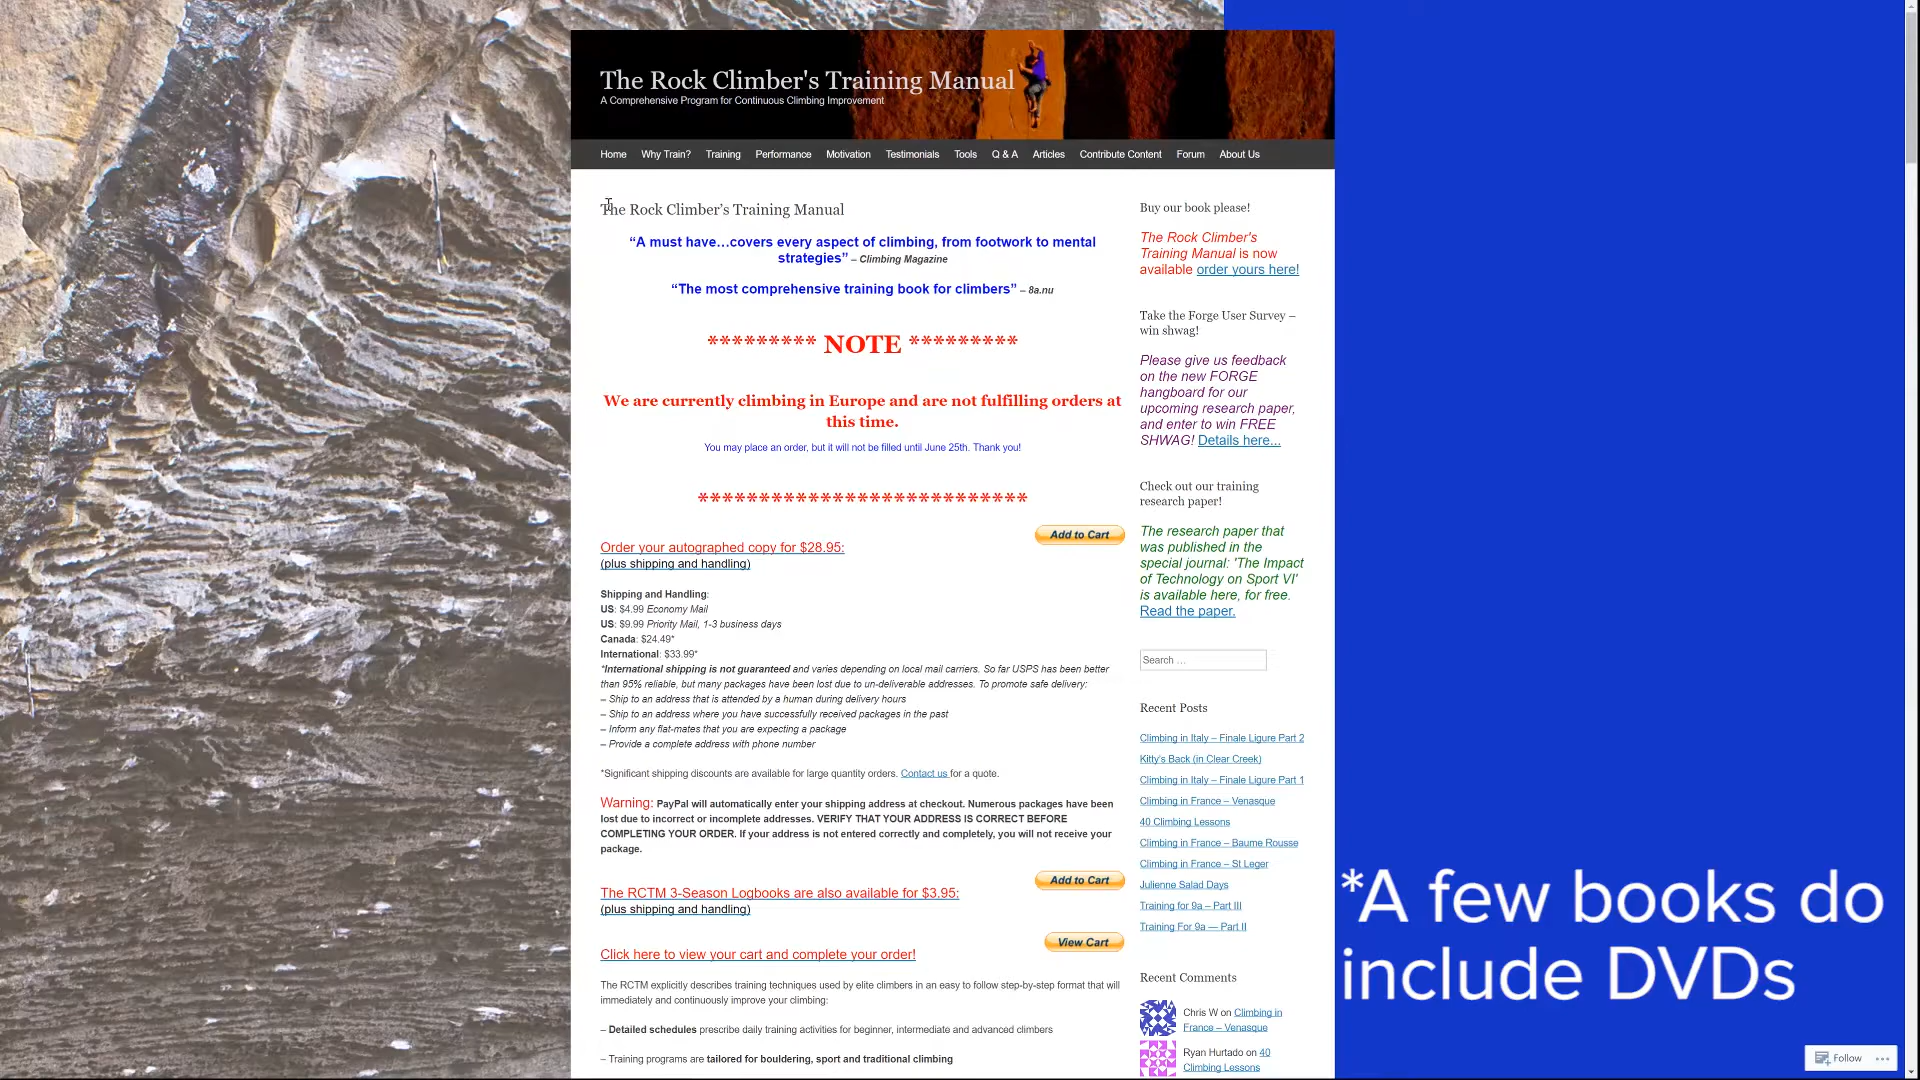 The Rock Climber's Training Manual
A Comprehensive Program for Continuous Climbing Improvement
Home Why Train? Training Performance Motivation Testimonials Tools Q & A Articles Contribute Content Forum About Us
The Rock Climber's Training Manual
“A must have…covers every aspect of climbing, from footwork to mental
strategies” – Climbing Magazine
“The most comprehensive training book for climbers” – 8a.nu
********* NOTE *********
We are currently climbing in Europe and are not fulfilling orders at
this time.
You may place an order, but it will not be filled until June 25th. Thank you!
***************************
Add to Cart
Order your autographed copy for $28.95:
(plus shipping and handling)
Shipping and Handling:
US: $4.99 Economy Mail
US: $9.99 Priority Mail, 1-3 business days
Canada: $24.49*
International: $33.99*
*International shipping is not guaranteed and varies depending on local mail carriers. So far USPS has been better
than 95% reliable, but many packages have been lost due to un-deliverable addresses. To promote safe delivery:
– Ship to an address that is attended by a human during delivery hours
– Ship to an address where you have successfully received packages in the past
– Inform any flat-mates that you are expecting a package
– Provide a complete address with phone number
*Significant shipping discounts are available for large quantity orders. Contact us for a quote.
Warning: PayPal will automatically enter your shipping address at checkout. Numerous packages have been
lost due to incorrect or incomplete addresses. VERIFY THAT YOUR ADDRESS IS CORRECT BEFORE
COMPLETING YOUR ORDER. If your address is not entered correctly and completely, you will not receive your
package.
Add to Cart
The RCTM 3-Season Logbooks are also available for $3.95:
(plus shipping and handling)
View Cart
Click here to view your cart and complete your order!
The RCTM explicitly describes training techniques used by elite climbers in an easy to follow step-by-step format that will
immediately and continuously improve your climbing:
– Detailed schedules prescribe daily training activities for beginner, intermediate and advanced climbers
– Training programs are tailored for bouldering, sport and traditional climbing
Buy our book please!
The Rock Climber's
Training Manual is now
available order yours here!
Take the Forge User Survey –
win shwag!
Please give us feedback
on the new FORGE
hangboard for our
upcoming research paper,
and enter to win FREE
SHWAG! Details here...
Check out our training
research paper!
The research paper that
was published in the
special journal: 'The Impact
of Technology on Sport VI'
is available here, for free.
Read the paper.
Search …
Recent Posts
Climbing in Italy – Finale Ligure Part 2
Kitty's Back (in Clear Creek)
Climbing in Italy – Finale Ligure Part 1
Climbing in France – Venasque
40 Climbing Lessons
Climbing in France – Baume Rousse
Climbing in France – St Leger
Julienne Salad Days
Training for 9a – Part III
Training For 9a — Part II
Recent Comments
Chris W on Climbing in
France – Venasque
Ryan Hurtado on 40
Climbing Lessons
*A few books do
include DVDs
Follow